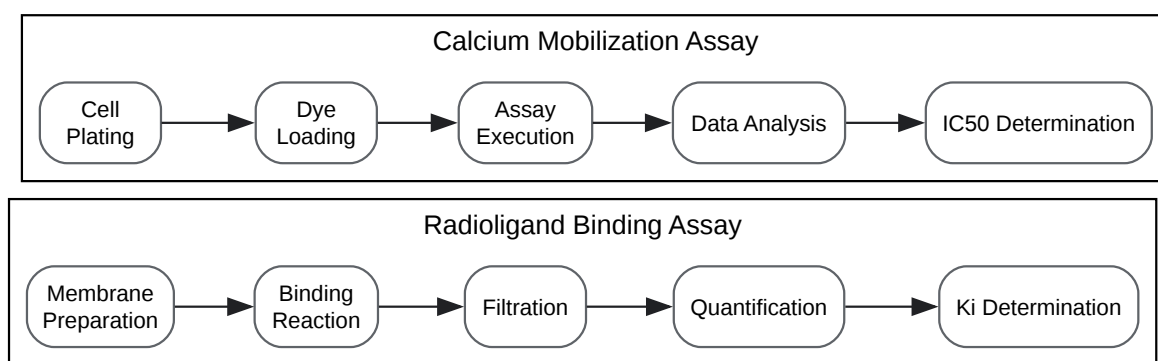 Calcium Mobilization Assay
Cell
Plating
Dye
Loading
Assay
Execution
Data Analysis
IC50 Determination
Radioligand Binding Assay
Membrane
Preparation
Binding
Reaction
Filtration
Quantification
Ki Determination